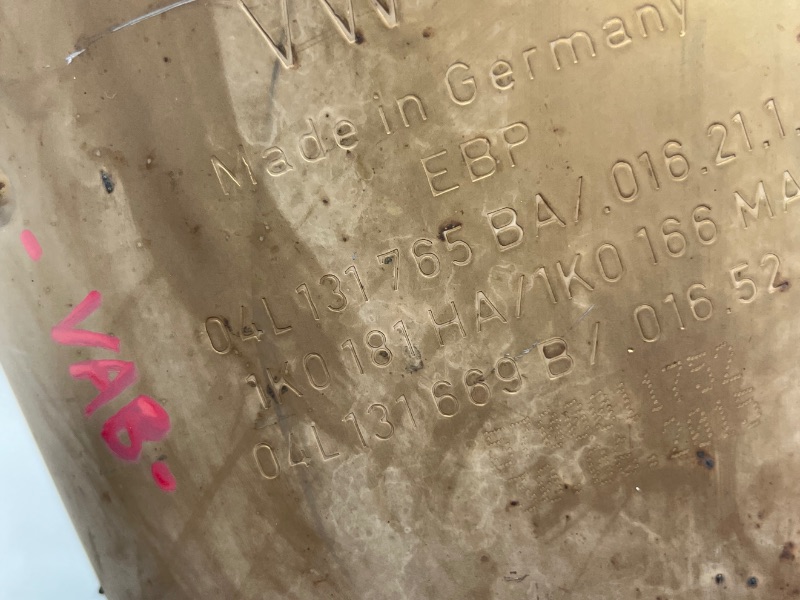 VW
Made in Germany
EBP
04L 131 765 BA/.016.21.1.
1K0 181 HA/1K0 166 MA
04L 131 669 B/.016.52
-VAB-